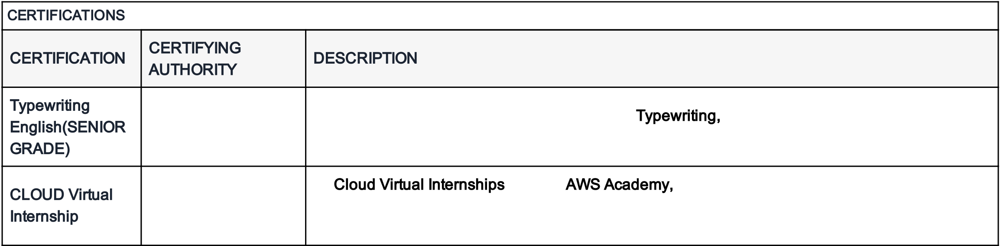 CERTIFICATIONS
CERTIFICATION
CERTIFYING
AUTHORITY
DESCRIPTION
Typewriting
English(SENIOR
GRADE)
Typewriting,
CLOUD Virtual
Internship
Cloud Virtual Internships AWS Academy,